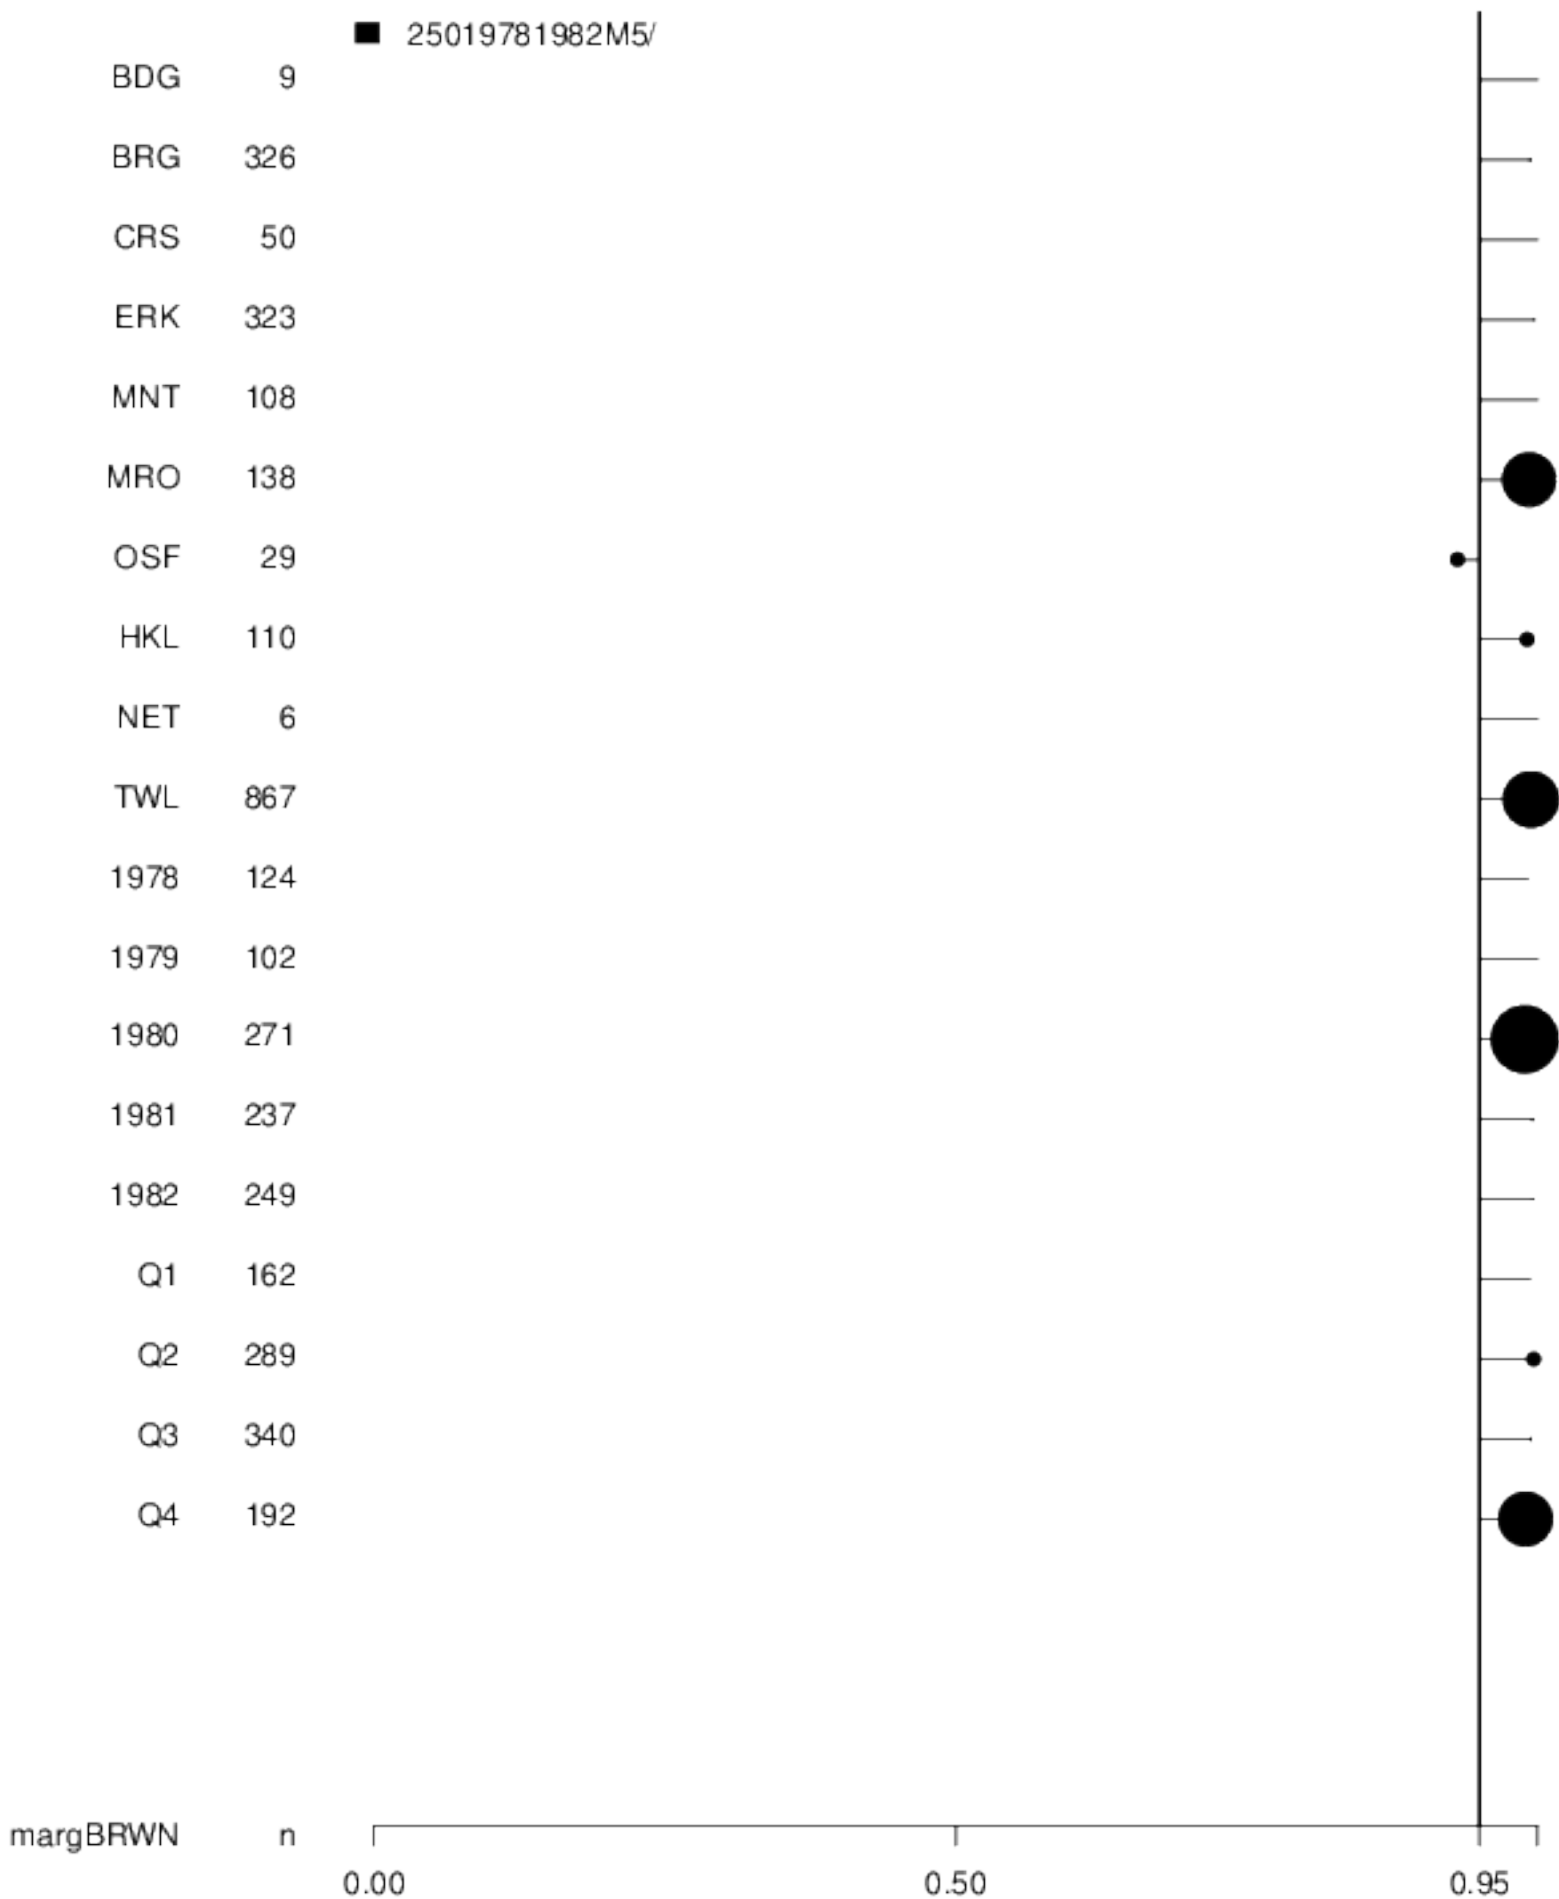 25019781982M5/
BDG 9
BRG 326
CRS 50
ERK 323
MNT 108
MRO 138
OSF 29
HKL 110
NET 6
TWL 867
1978 124
1979 102
1980 271
1981 237
1982 249
Q1 162
Q2 289
Q3 340
Q4 192
margBRWN n
0.00 0.50 0.95